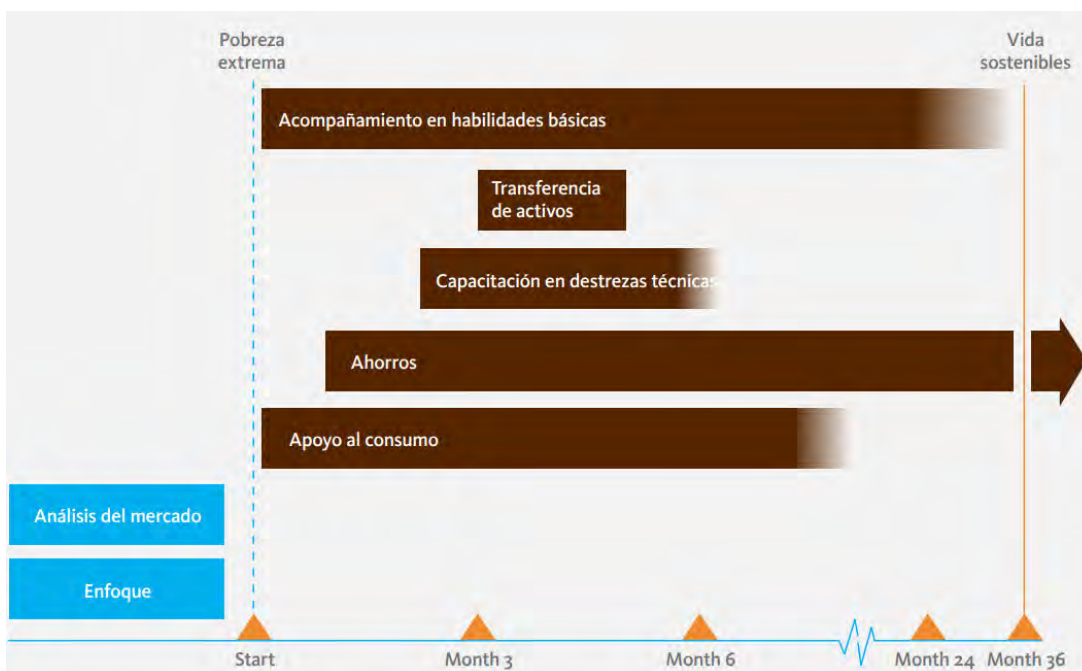 Pobreza
extrema
Vida
sostenibles
Acompañamiento en habilidades básicas
Transferencia
de activos
Capacitación en destrezas técnicas
Ahorros
Apoyo al consumo
Análisis del mercado
Enfoque
Start
Month 3
Month 6
Month 24
Month 36